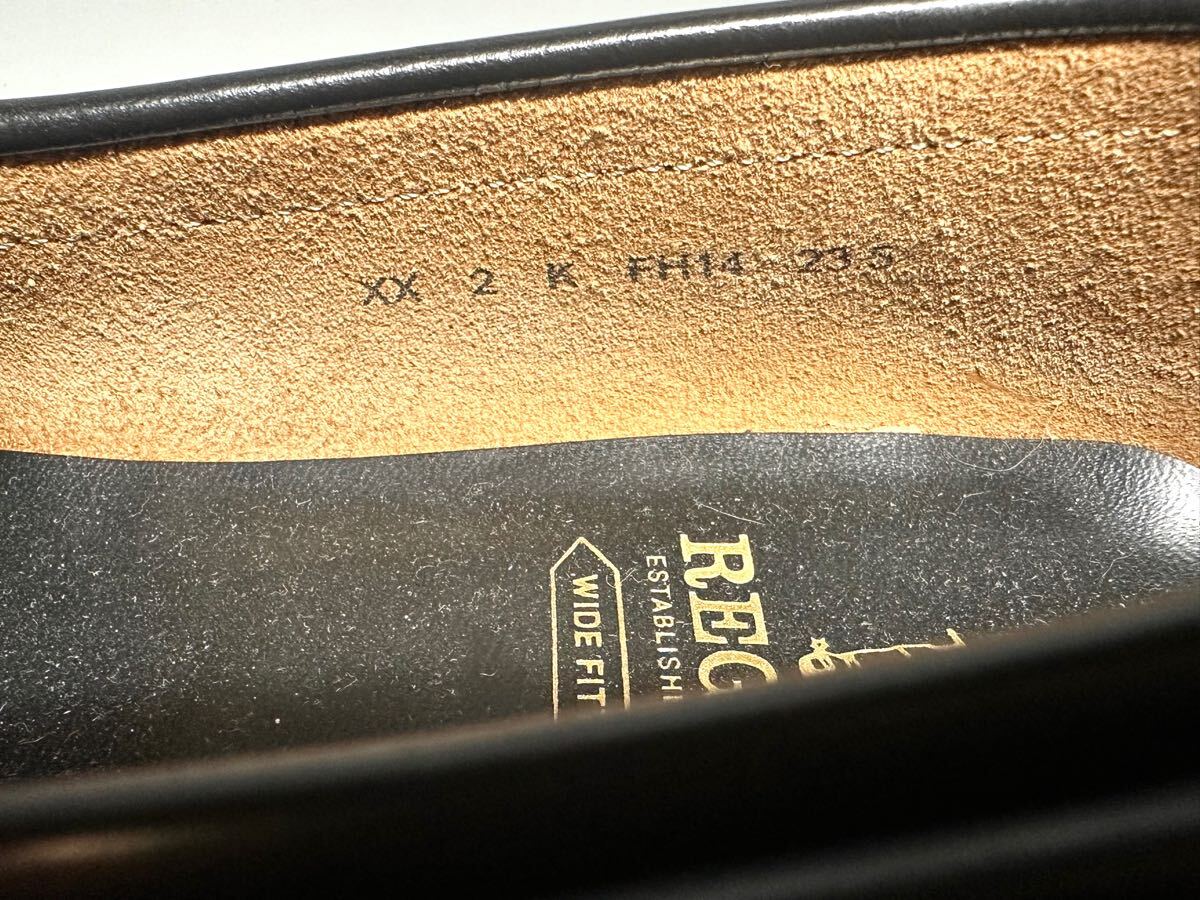 XX 2 K FH14 23.5
REG
ESTABLISH
WIDE FIT